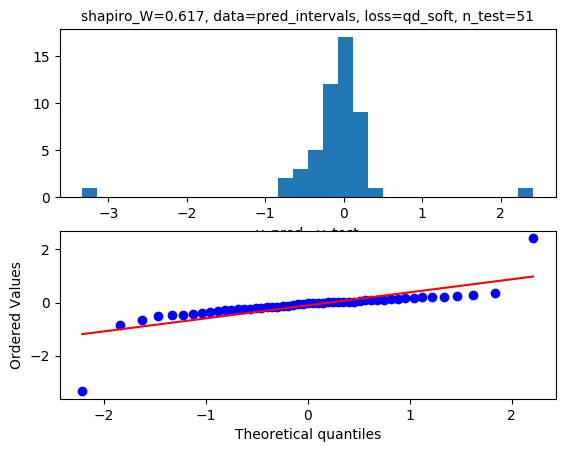 shapiro_W=0.617, data=pred_intervals, loss=qd_soft, n_test=51
15
10
5
0
−3 −2 −1 0 1 2
2
0
−2
Ordered Values
−2 −1 0 1 2
Theoretical quantiles